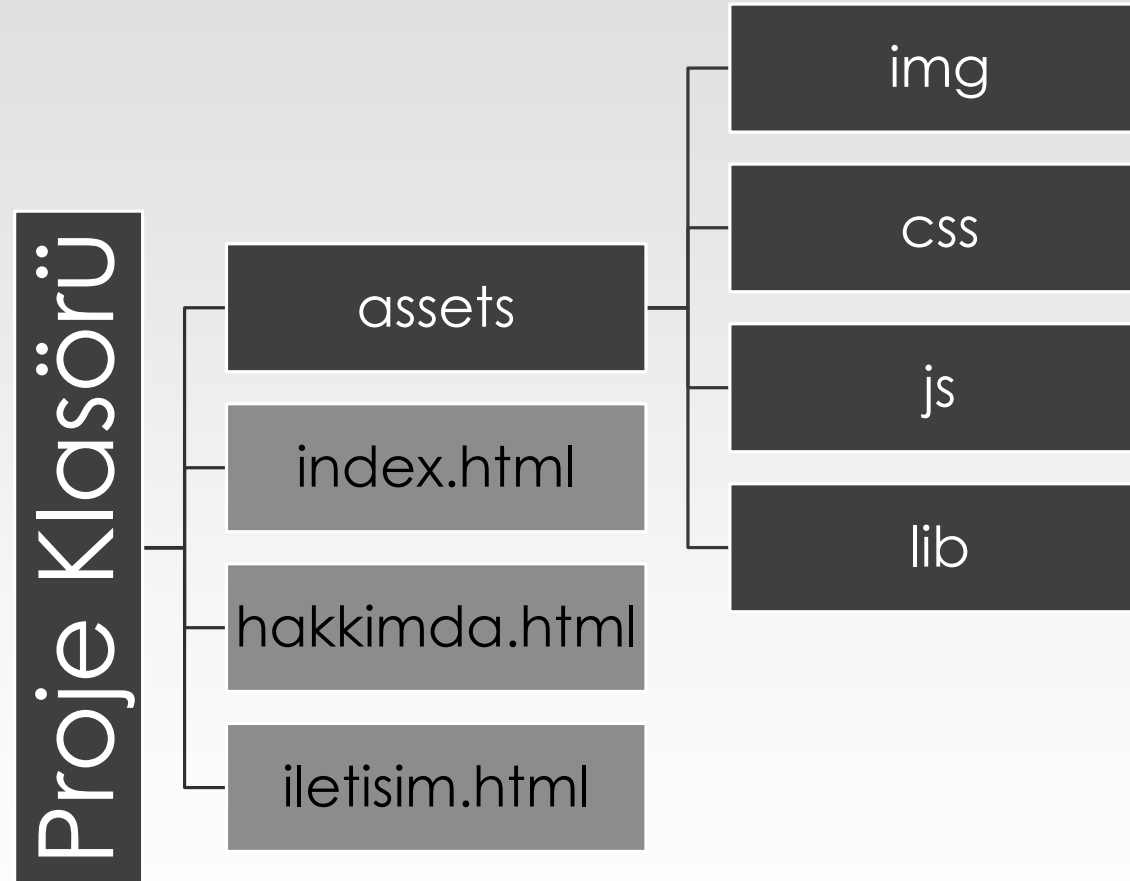 Proje Klasörü
assets
img
css
js
lib
index.html
hakkimda.html
iletisim.html